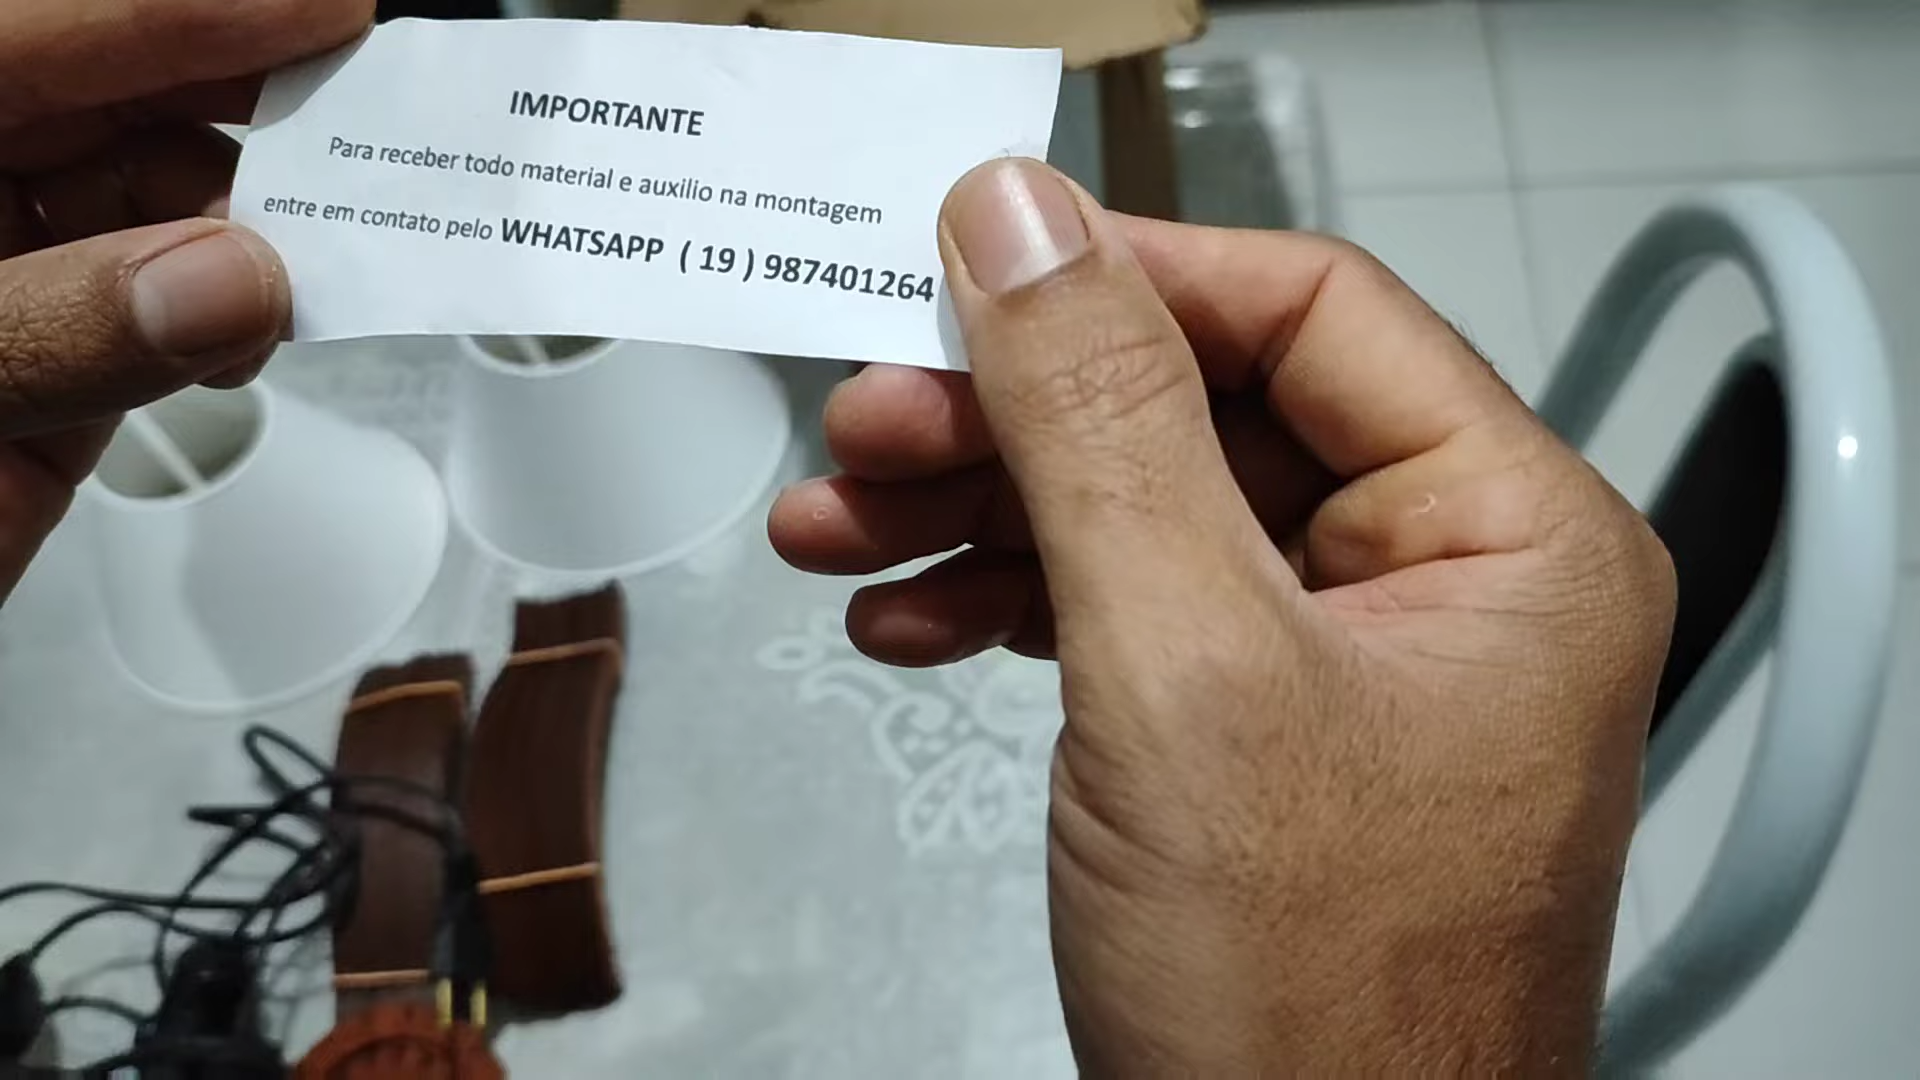 IMPORTANTE
Para receber todo material e auxilio na montagem
entre em contato pelo WHATSAPP ( 19 ) 987401264